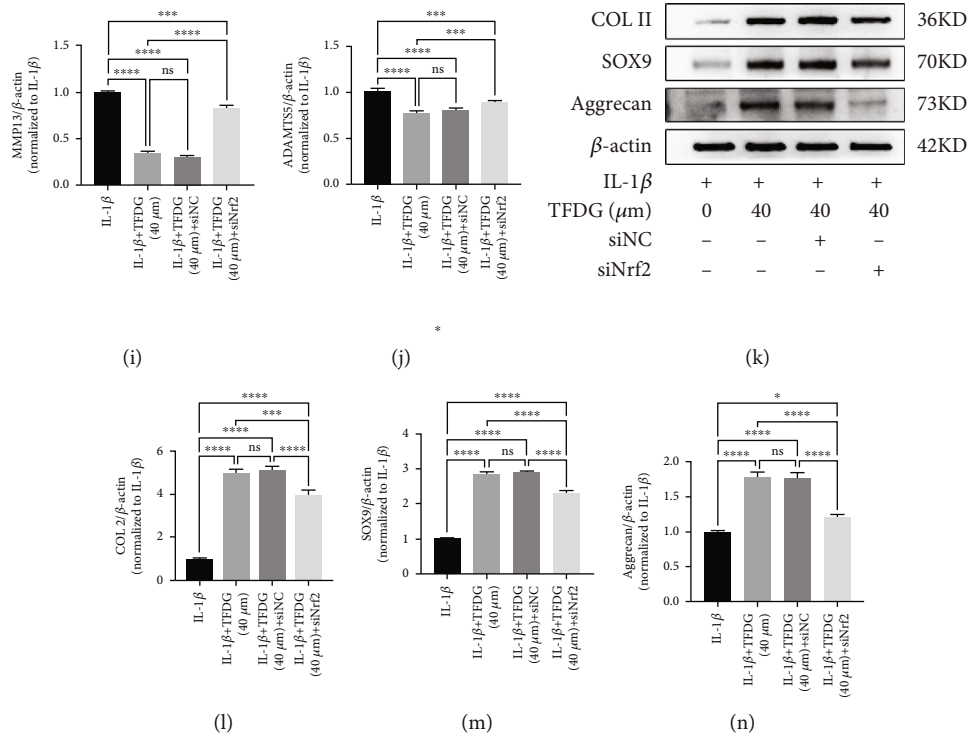 ***
****
****
**** ns
1.5
1.0
0.5
0.0
MMP13/β-actin
(normalized to IL-1β)
IL-1β
IL-1β+TFDG
(40 μm)
IL-1β+TFDG
(40 μm)+siNC
IL-1β+TFDG
(40 μm)+siNrf2
(i)
***
***
****
**** ns
1.5
1.0
0.5
0.0
ADAMTS5/β-actin
(normalized to IL-1β)
IL-1β
IL-1β+TFDG
(40 μm)
IL-1β+TFDG
(40 μm)+siNC
IL-1β+TFDG
(40 μm)+siNrf2
*
(j)
COL II 36KD
SOX9 70KD
Aggrecan 73KD
β-actin 42KD
IL-1β + + + +
TFDG (μm) 0 40 40 40
siNC – – + –
siNrf2 – – – +
(k)
****
***
****
**** ns ****
6
4
2
0
COL 2/β-actin
(normalized to IL-1β)
IL-1β
IL-1β+TFDG
(40 μm)
IL-1β+TFDG
(40 μm)+siNC
IL-1β+TFDG
(40 μm)+siNrf2
(l)
****
****
****
**** ns ****
4
3
2
1
0
SOX9/β-actin
(normalized to IL-1β)
IL-1β
IL-1β+TFDG
(40 μm)
IL-1β+TFDG
(40 μm)+siNC
IL-1β+TFDG
(40 μm)+siNrf2
(m)
*
****
****
**** ns ****
2.0
1.5
1.0
0.5
0.0
Aggrecan/β-actin
(normalized to IL-1β)
IL-1β
IL-1β+TFDG
(40 μm)
IL-1β+TFDG
(40 μm)+siNC
IL-1β+TFDG
(40 μm)+siNrf2
(n)